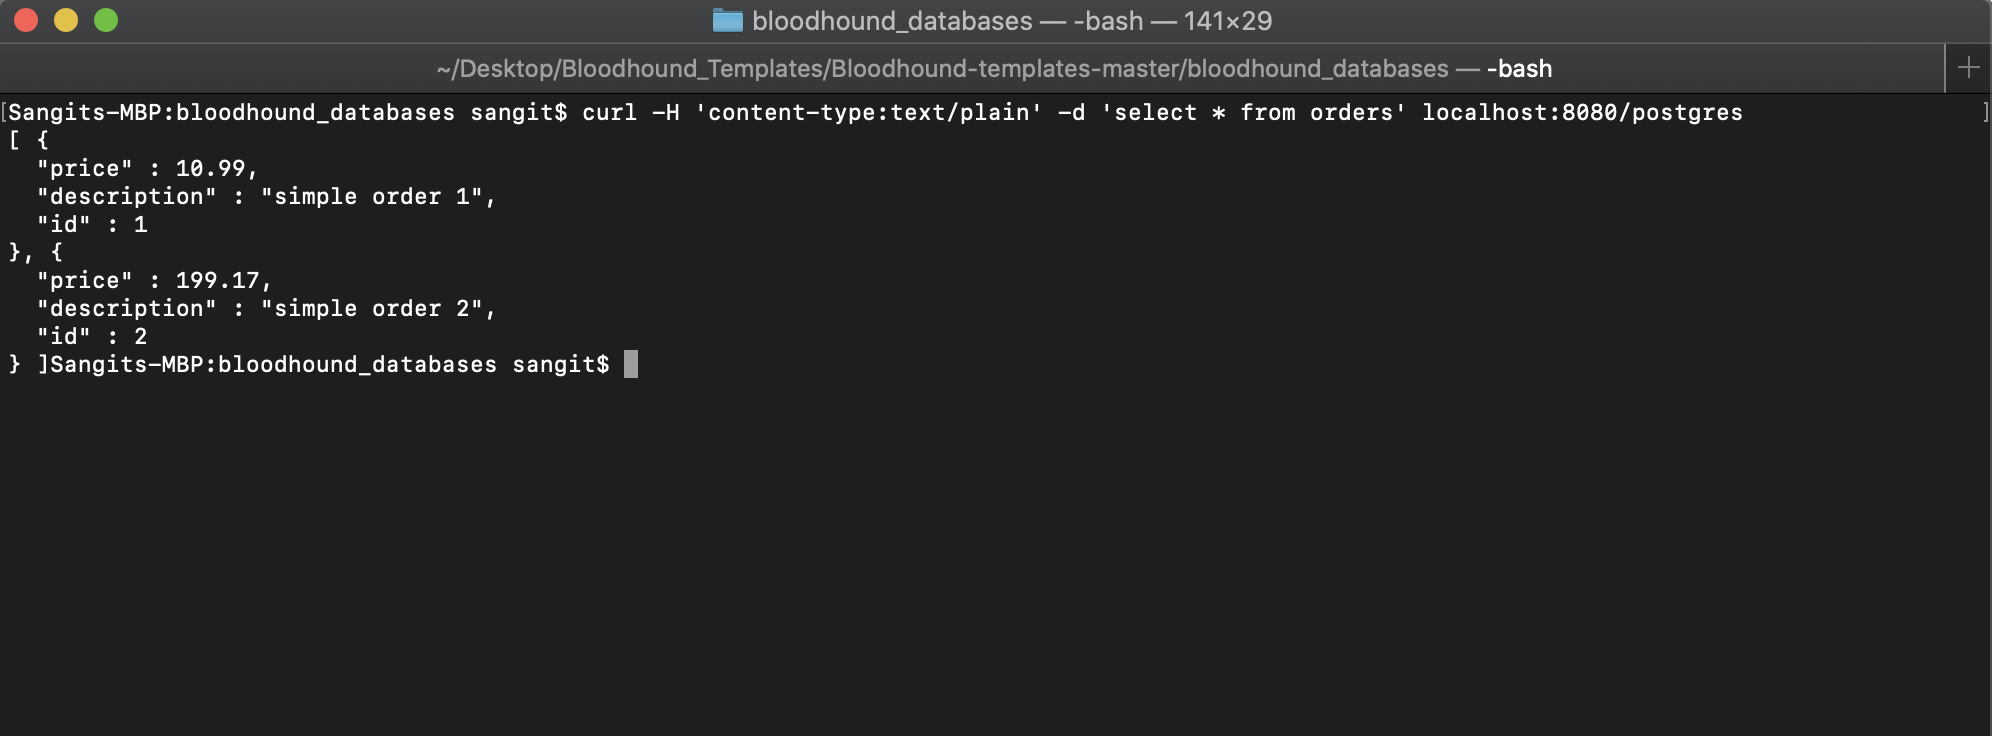 bloodhound_databases — -bash — 141×29
~/Desktop/Bloodhound_Templates/Bloodhound-templates-master/bloodhound_databases — -bash
[Sangits-MBP:bloodhound_databases sangit$ curl -H 'content-type:text/plain' -d 'select * from orders' localhost:8080/postgres ]
[ {
  "price" : 10.99,
  "description" : "simple order 1",
  "id" : 1
}, {
  "price" : 199.17,
  "description" : "simple order 2",
  "id" : 2
} ]Sangits-MBP:bloodhound_databases sangit$